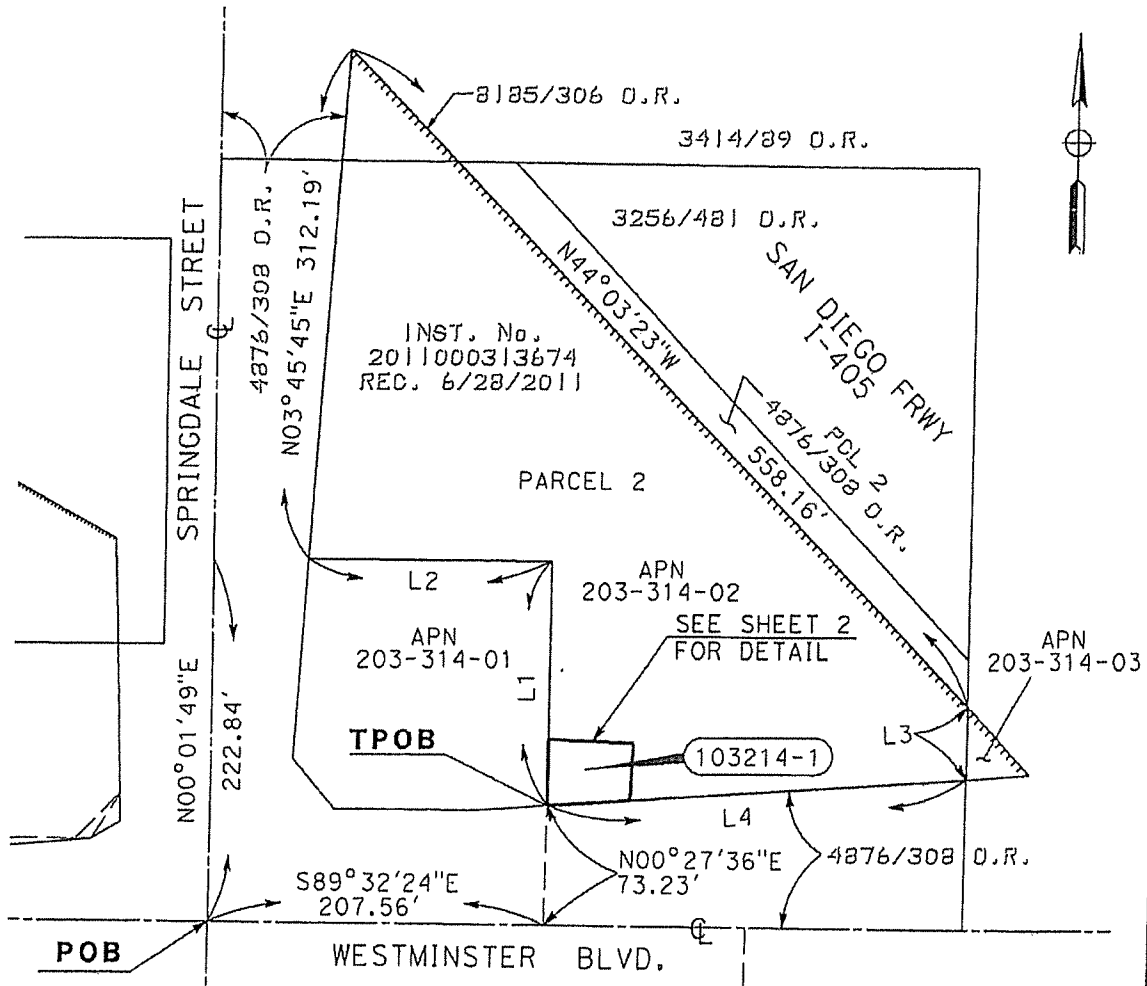 8185/306 O.R.
3414/89 O.R.
3256/481 O.R.
SAN DIEGO FRWY
I-405
SPRINGDALE STREET
CL
4876/308 O.R.
N03°45'45"E 312.19'
INST. No.
2011000313674
REC. 6/28/2011
N44°03'23"W
558.16'
PCL 2
4876/308 O.R.
PARCEL 2
L2
APN
203-314-02
APN
203-314-01
SEE SHEET 2
FOR DETAIL
APN
203-314-03
L1
N00°01'49"E
222.84'
TPOB
103214-1
L3
L4
S89°32'24"E
207.56'
N00°27'36"E
73.23'
4876/308 O.R.
CL
POB
WESTMINSTER BLVD.